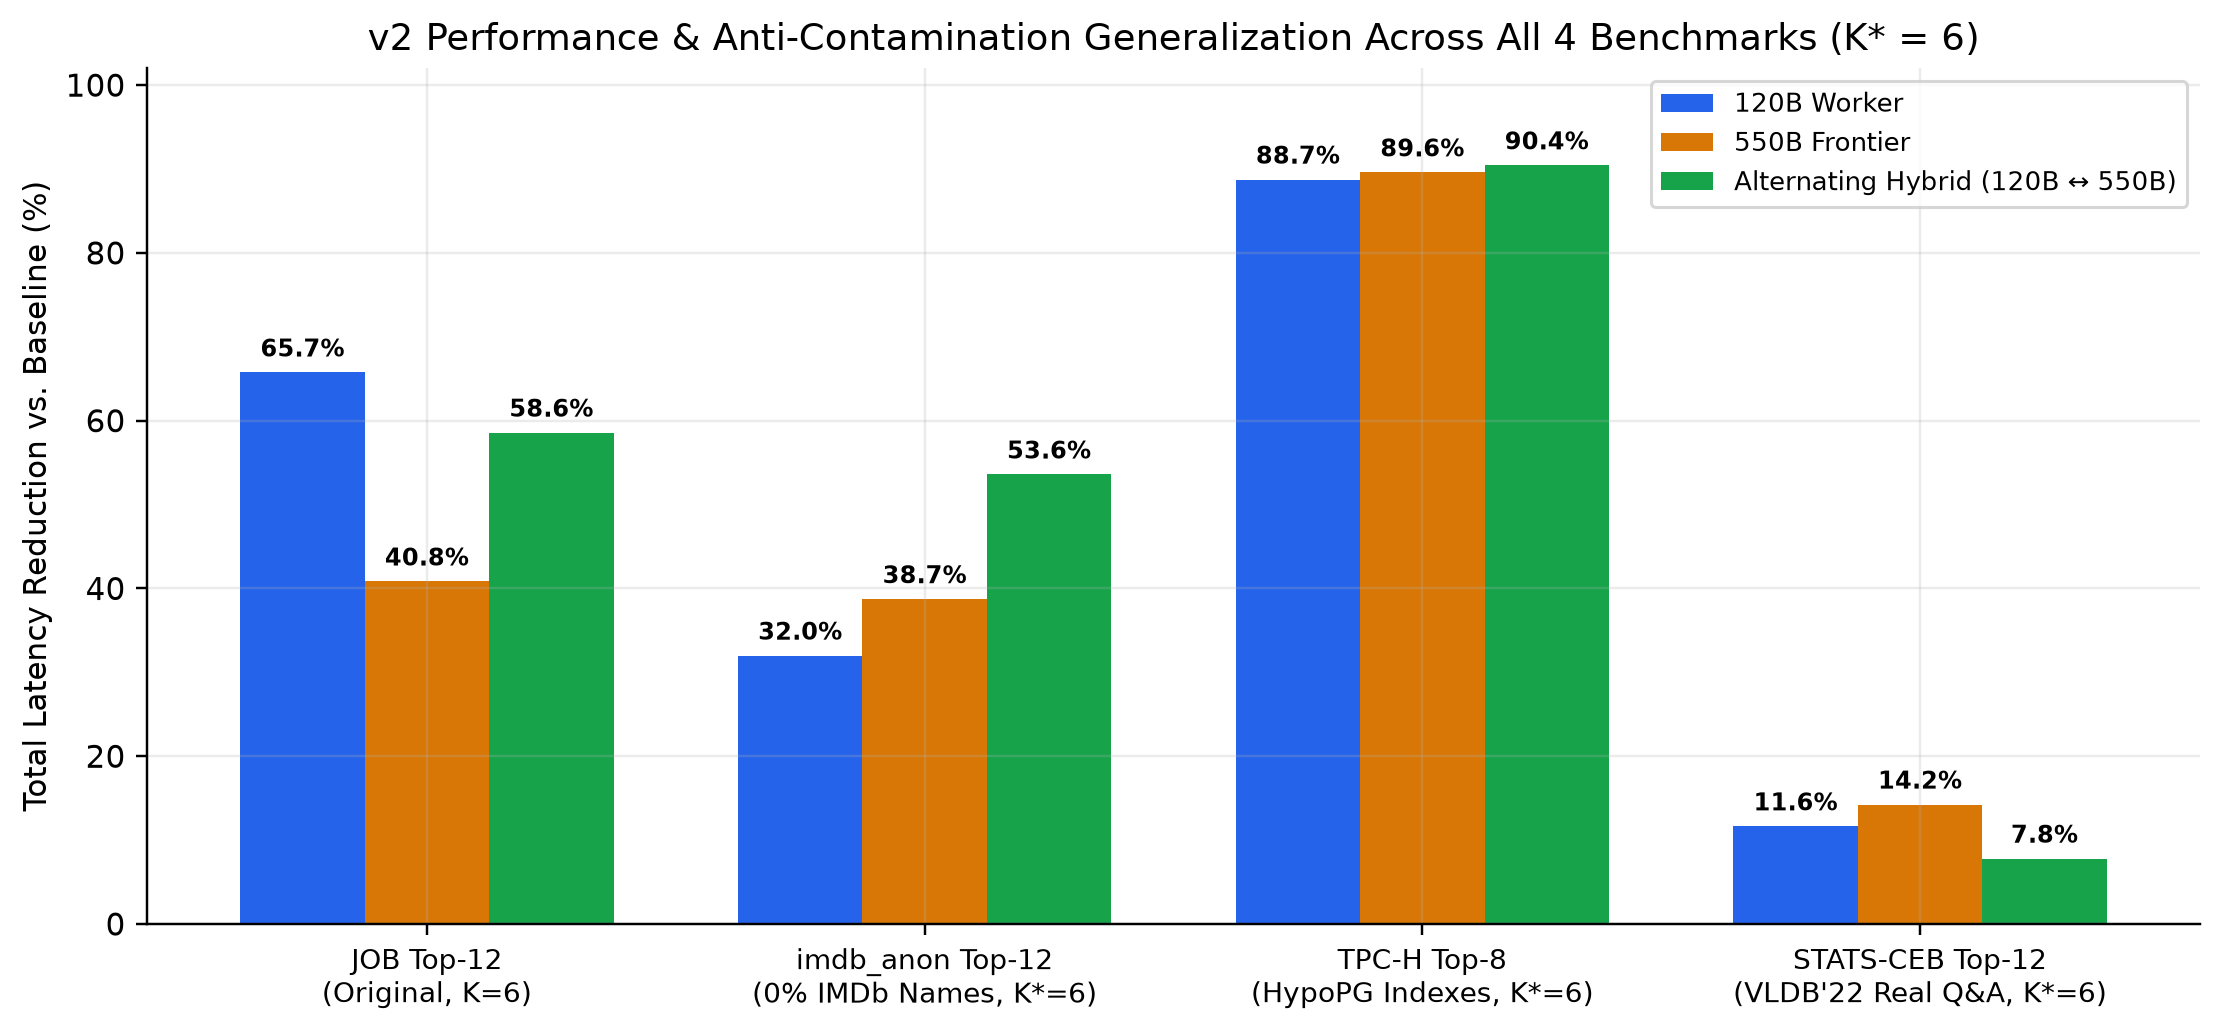 v2 Performance & Anti-Contamination Generalization Across All 4 Benchmarks (K* = 6)
Total Latency Reduction vs. Baseline (%)
100
80
60
40
20
0
120B Worker
550B Frontier
Alternating Hybrid (120B ↔ 550B)
65.7%
40.8%
58.6%
32.0%
38.7%
53.6%
88.7%
89.6%
90.4%
11.6%
14.2%
7.8%
JOB Top-12
(Original, K=6)
imdb_anon Top-12
(0% IMDb Names, K*=6)
TPC-H Top-8
(HypoPG Indexes, K*=6)
STATS-CEB Top-12
(VLDB'22 Real Q&A, K*=6)